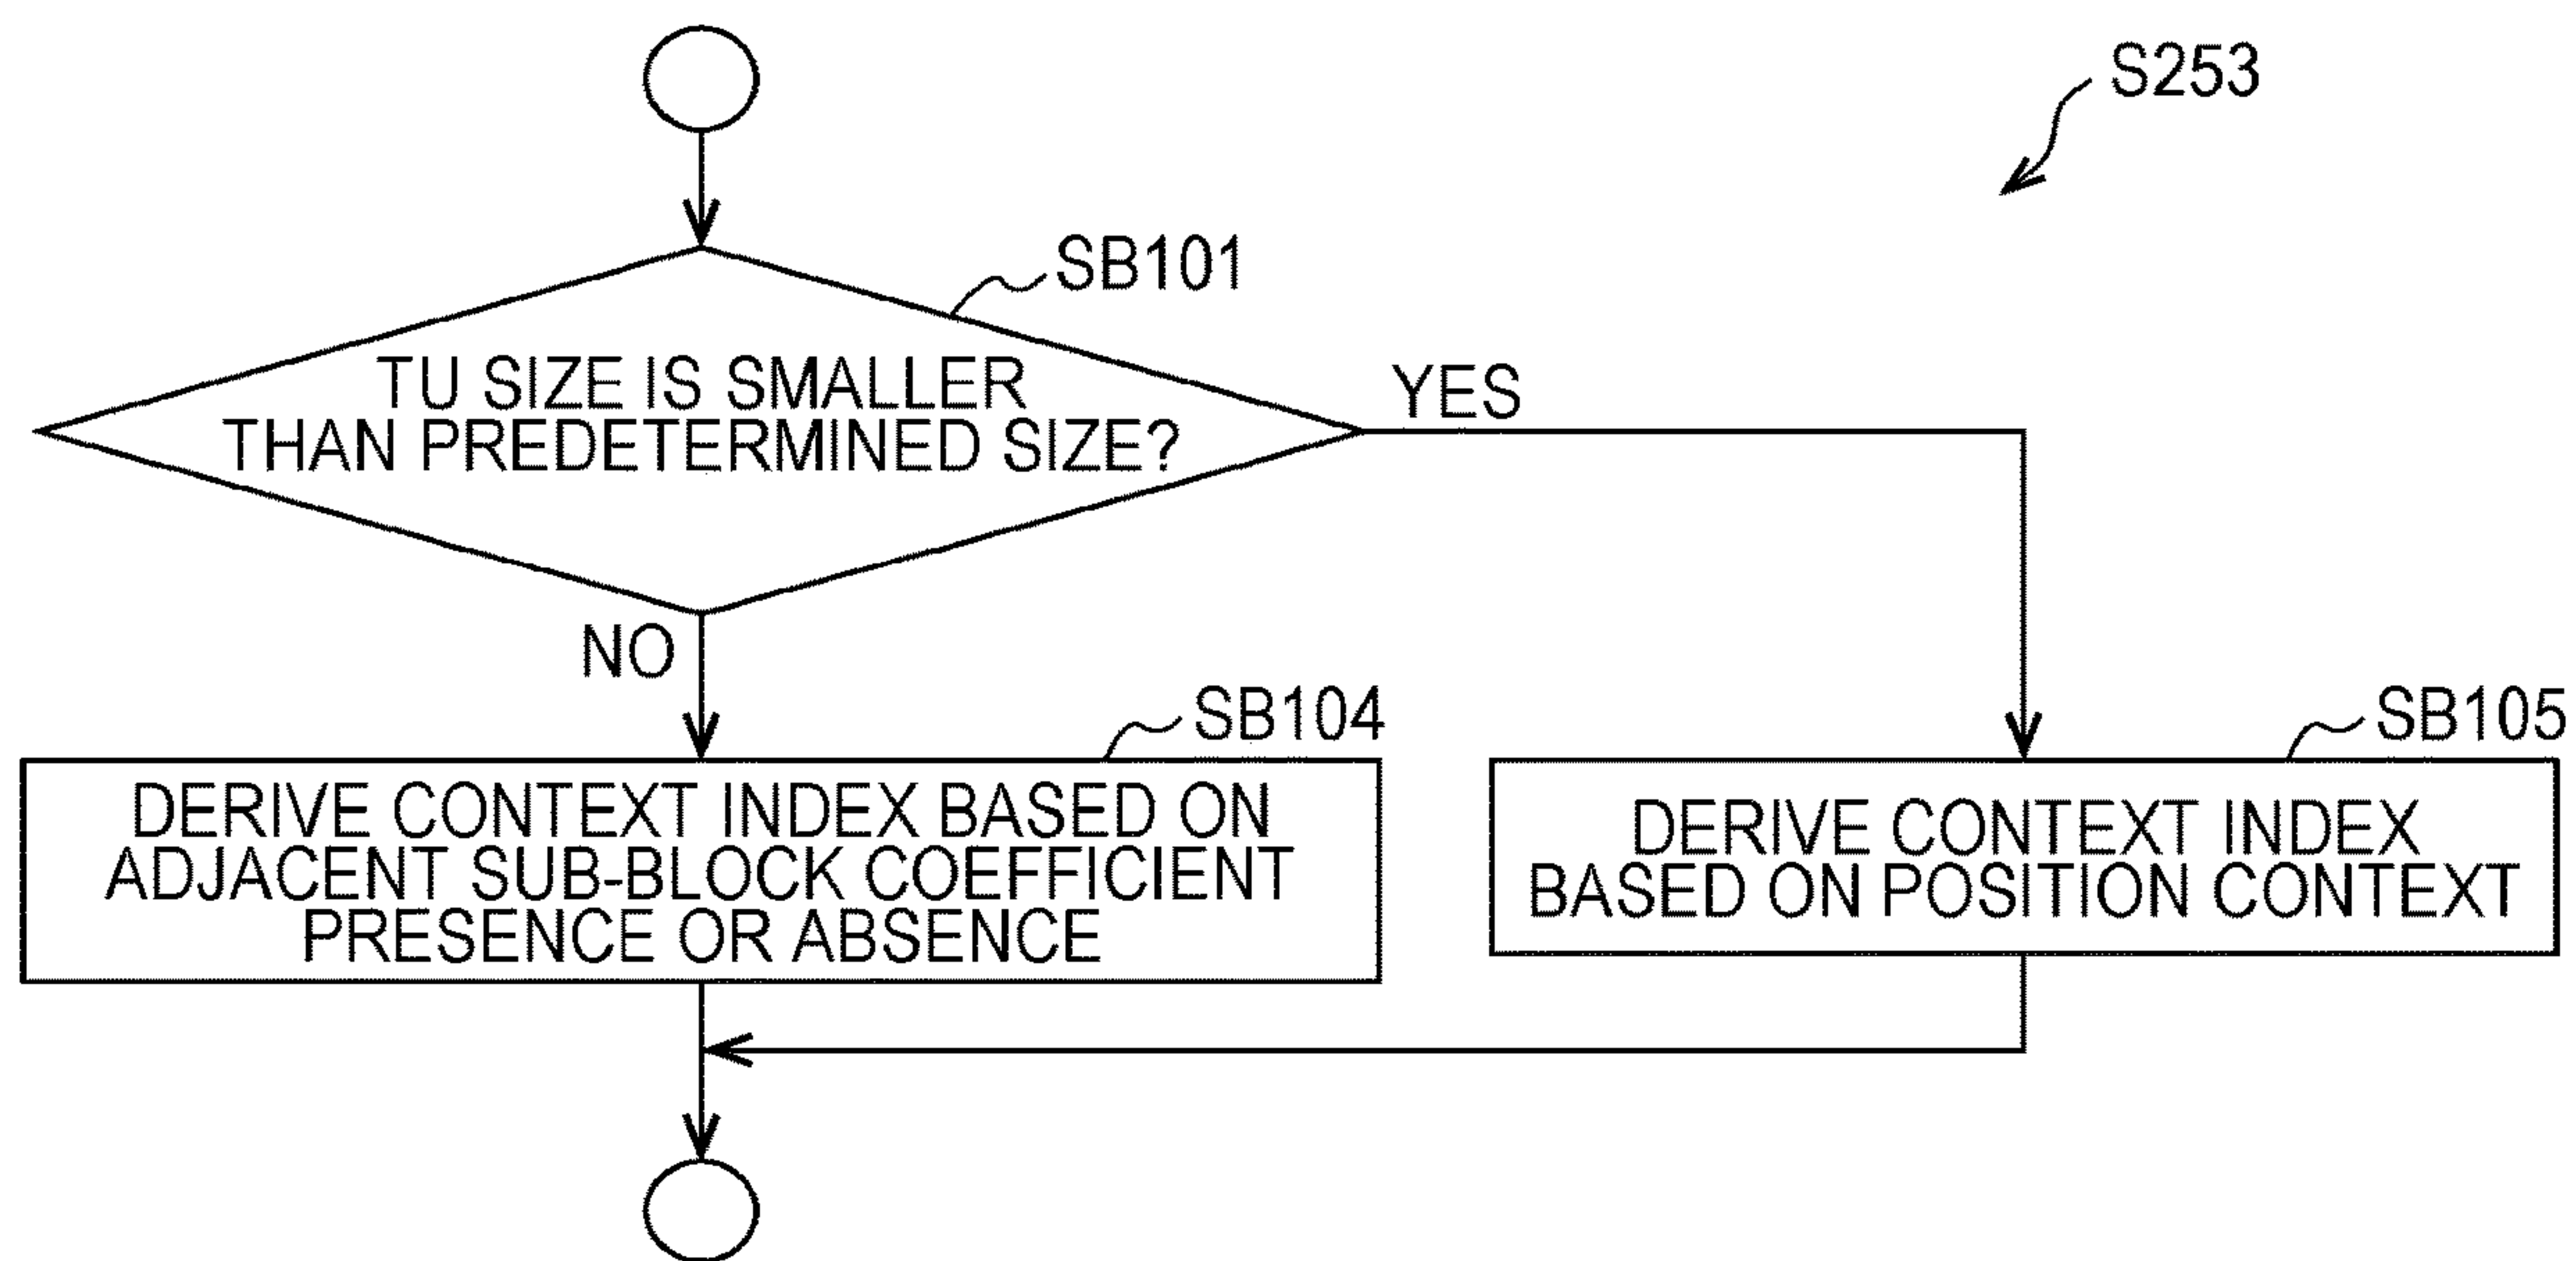 S253
SB101
TU SIZE IS SMALLER
THAN PREDETERMINED SIZE?
YES
NO
SB104
DERIVE CONTEXT INDEX BASED ON
ADJACENT SUB-BLOCK COEFFICIENT
PRESENCE OR ABSENCE
SB105
DERIVE CONTEXT INDEX
BASED ON POSITION CONTEXT